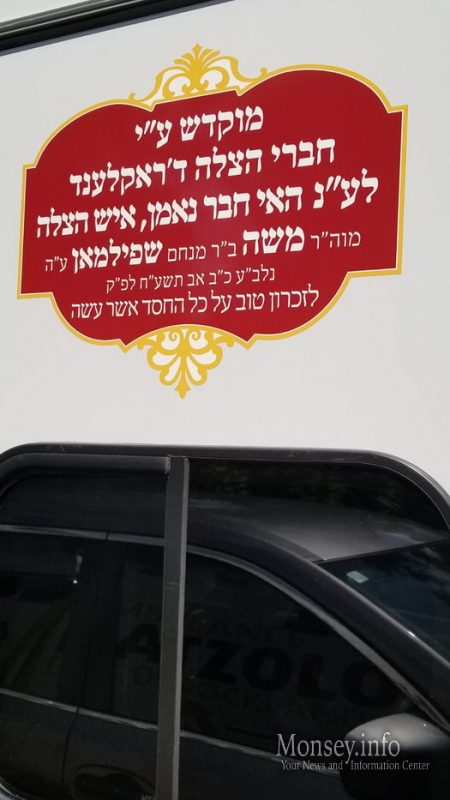 מוקדש ע"י
חברי הצלה ד'ראקלענד
לע"נ האי חבר נאמן, איש הצלה
מוה"ר משה ב"ר מנחם שפילמאן ע"ה
נלב"ע כ"ב אב תשע"ח לפ"ק
לזכרון טוב על כל החסד אשר עשה
ATZOLO
Monsey.info
Your News and Information Center